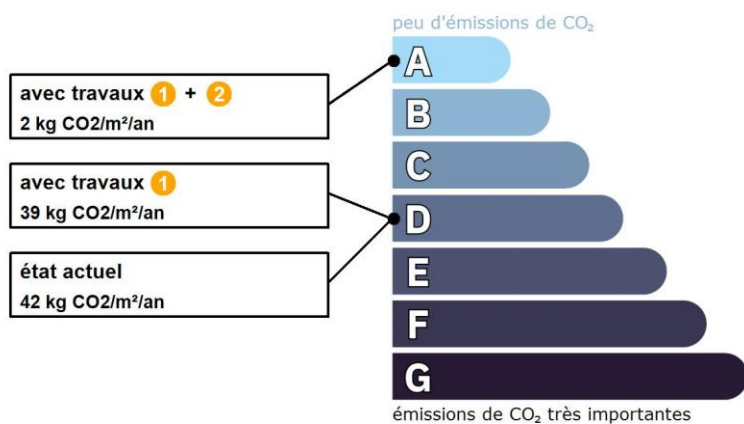 peu d'émissions de CO₂
A
avec travaux 1 + 2
2 kg CO2/m²/an
B
C
avec travaux 1
39 kg CO2/m²/an
D
E
état actuel
42 kg CO2/m²/an
F
G
émissions de CO₂ très importantes